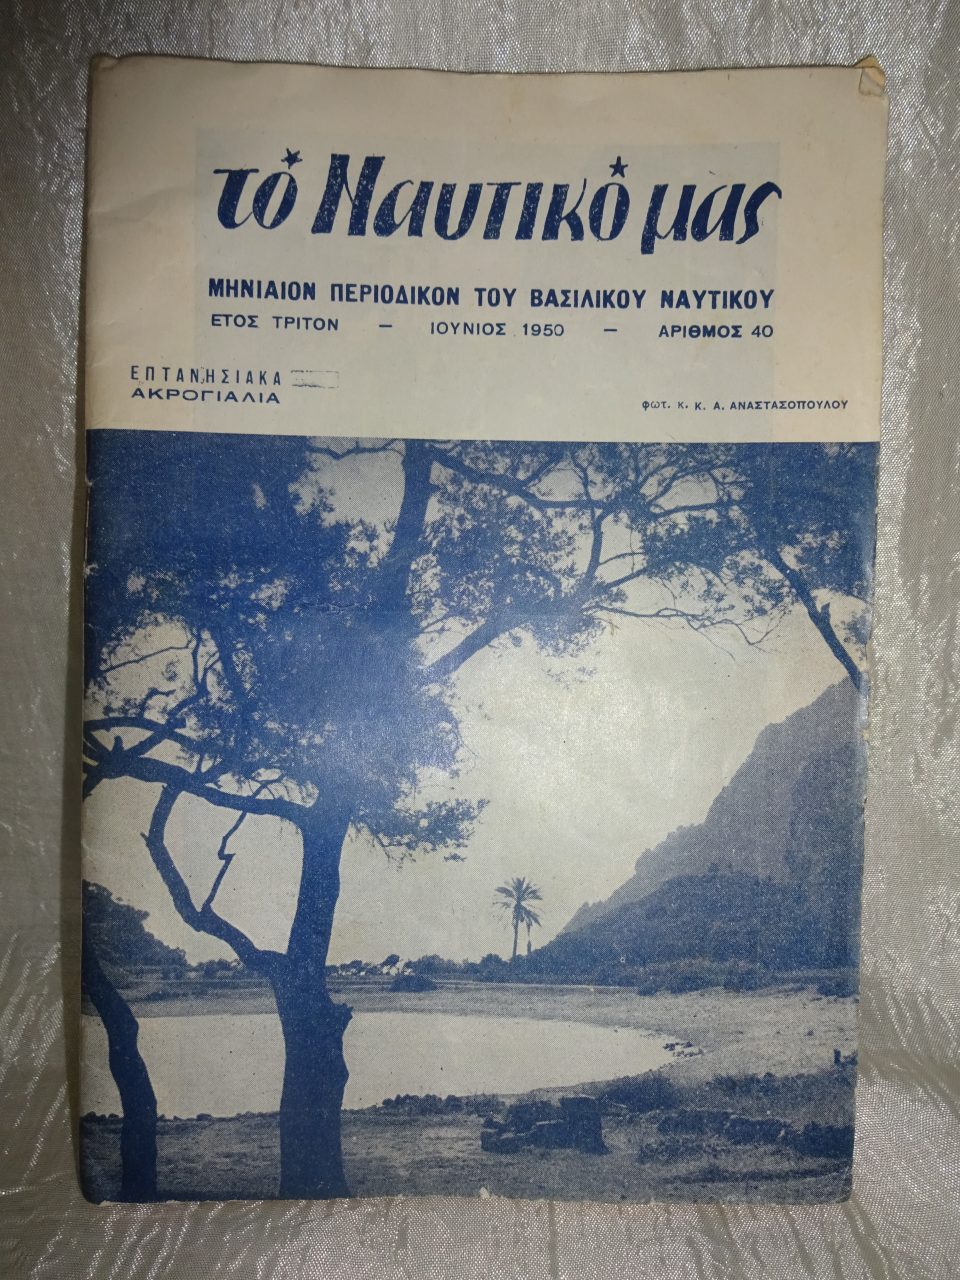 τὸ Ναυτικό μας
ΜΗΝΙΑΙΟΝ ΠΕΡΙΟΔΙΚΟΝ ΤΟΥ ΒΑΣΙΛΙΚΟΥ ΝΑΥΤΙΚΟΥ
ΕΤΟΣ ΤΡΙΤΟΝ — ΙΟΥΝΙΟΣ 1950 — ΑΡΙΘΜΟΣ 40
ΕΠΤΑΝΗΣΙΑΚΑ
ΑΚΡΟΓΙΑΛΙΑ
φωτ. κ. Κ. Α. ΑΝΑΣΤΑΣΟΠΟΥΛΟΥ